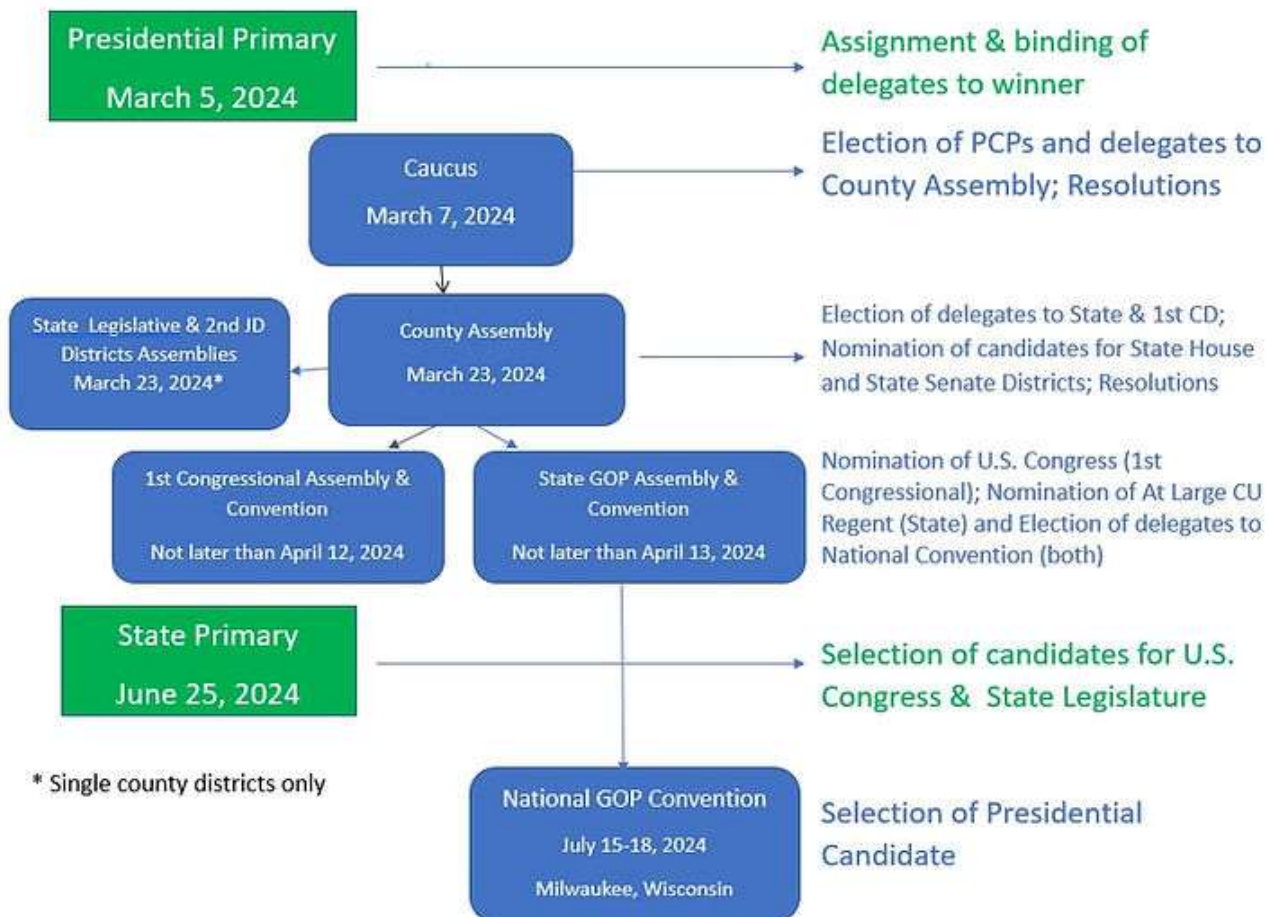 Presidential Primary
March 5, 2024
Assignment & binding of
delegates to winner
Caucus
March 7, 2024
Election of PCPs and delegates to
County Assembly; Resolutions
State Legislative & 2nd JD
Districts Assemblies
March 23, 2024*
County Assembly
March 23, 2024
Election of delegates to State & 1st CD;
Nomination of candidates for State House
and State Senate Districts; Resolutions
1st Congressional Assembly &
Convention
Not later than April 12, 2024
State GOP Assembly &
Convention
Not later than April 13, 2024
Nomination of U.S. Congress (1st
Congressional); Nomination of At Large CU
Regent (State) and Election of delegates to
National Convention (both)
State Primary
June 25, 2024
Selection of candidates for U.S.
Congress & State Legislature
* Single county districts only
National GOP Convention
July 15-18, 2024
Milwaukee, Wisconsin
Selection of Presidential
Candidate